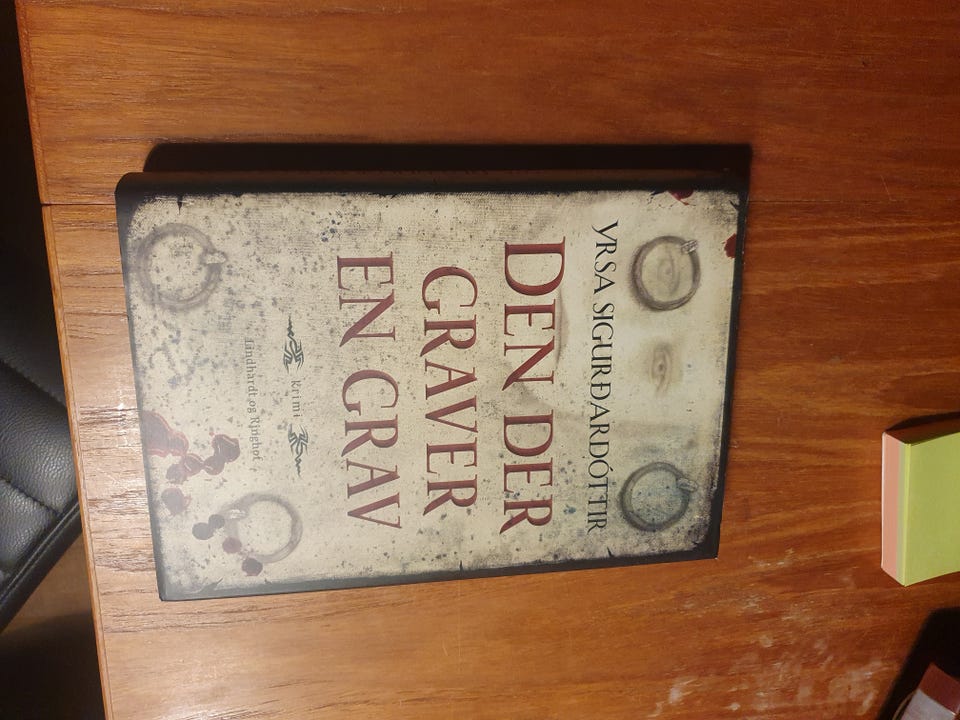 YRSA SIGURÐARDÓTTIR
DEN DER
GRAVER
EN GRAV
krimi
Lindhardt og Ringhof